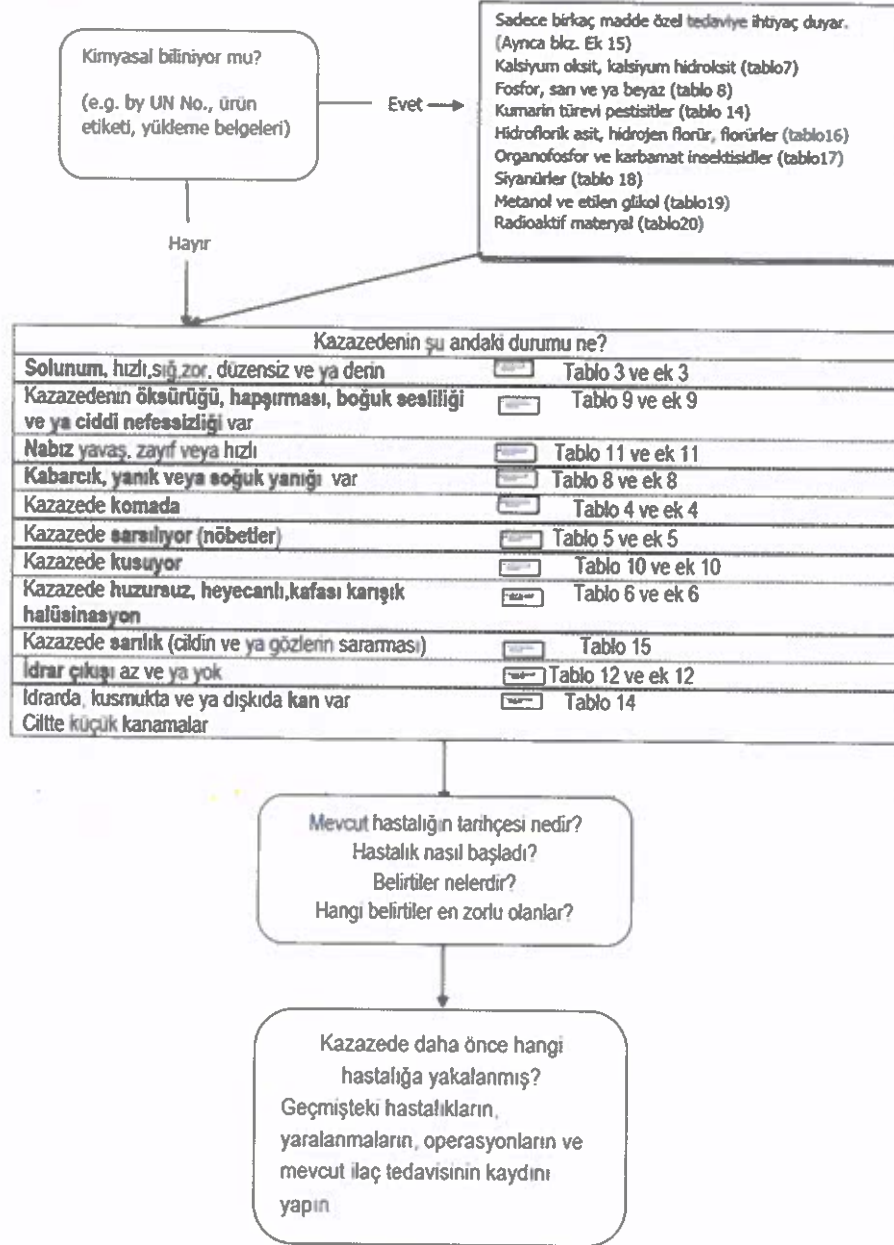 Kimyasal biliniyor mu?
(e.g. by UN No., ürün
etiketi, yükleme belgeleri)
Evet
Sadece birkaç madde özel tedaviye ihtiyaç duyar.
(Ayrıca bkz. Ek 15)
Kalsiyum oksit, kalsiyum hidroksit (tablo7)
Fosfor, sarı ve ya beyaz (tablo 8)
Kumarin türevi pestisitler (tablo 14)
Hidroflorik asit, hidrojen florür, florürler (tablo16)
Organofosfor ve karbamat insektisidler (tablo17)
Siyanürler (tablo 18)
Metanol ve etilen glikol (tablo19)
Radioaktif materyal (tablo20)
Hayır
Kazazedenin şu andaki durumu ne?
Solunum, hızlı,sığ,zor, düzensiz ve ya derin Tablo 3 ve ek 3
Kazazedenin öksürüğü, hapşırması, boğuk sesliliği Tablo 9 ve ek 9
ve ya ciddi nefessizliği var
Nabız yavaş, zayıf veya hızlı Tablo 11 ve ek 11
Kabarcık, yanık veya soğuk yanığı var Tablo 8 ve ek 8
Kazazede komada Tablo 4 ve ek 4
Kazazede sarsılıyor (nöbetler) Tablo 5 ve ek 5
Kazazede kusuyor Tablo 10 ve ek 10
Kazazede huzursuz, heyecanlı,kafası karışık Tablo 6 ve ek 6
halüsinasyon
Kazazede sarılık (cildin ve ya gözlerin sararması) Tablo 15
İdrar çıkışı az ve ya yok Tablo 12 ve ek 12
Idrarda, kusmukta ve ya dışkıda kan var Tablo 14
Ciltte küçük kanamalar
Mevcut hastalığın tarihçesi nedir?
Hastalık nasıl başladı?
Belirtiler nelerdir?
Hangi belirtiler en zorlu olanlar?
Kazazede daha önce hangi
hastalığa yakalanmış?
Geçmişteki hastalıkların,
yaralanmaların, operasyonların ve
mevcut ilaç tedavisinin kaydını
yapın